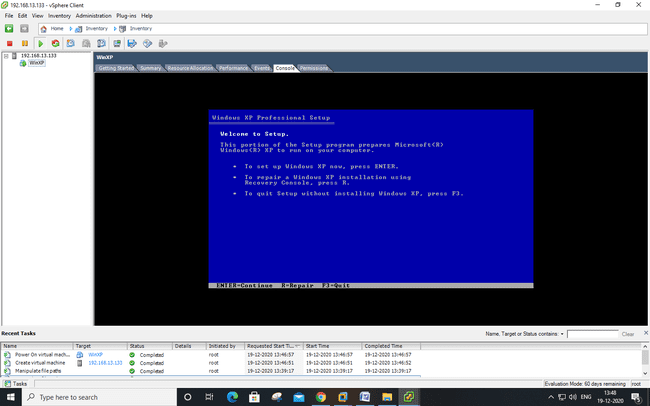 192.168.13.133 - vSphere Client
File Edit View Inventory Administration Plug-ins Help
Home Inventory Inventory
192.168.13.133
WinXP
WinXP
Getting Started Summary Resource Allocation Performance Events Console Permissions
Windows XP Professional Setup
Welcome to Setup.
This portion of the Setup program prepares Microsoft(R)
Windows(R) XP to run on your computer.
• To set up Windows XP now, press ENTER.
• To repair a Windows XP installation using
Recovery Console, press R.
• To quit Setup without installing Windows XP, press F3.
ENTER=Continue R=Repair F3=Quit
Recent Tasks
Name, Target or Status contains: Clear
Name Target Status Details Initiated by Requested Start Ti... Start Time Completed Time
Power On virtual mach... WinXP Completed root 19-12-2020 13:46:57 19-12-2020 13:46:57 19-12-2020 13:46:57
Create virtual machine 192.168.13.133 Completed root 19-12-2020 13:46:51 19-12-2020 13:46:51 19-12-2020 13:46:52
Manipulate file paths Completed root 19-12-2020 13:39:17 19-12-2020 13:39:17 19-12-2020 13:39:17
Tasks Evaluation Mode: 60 days remaining root
Type here to search
ENG
13:48
19-12-2020